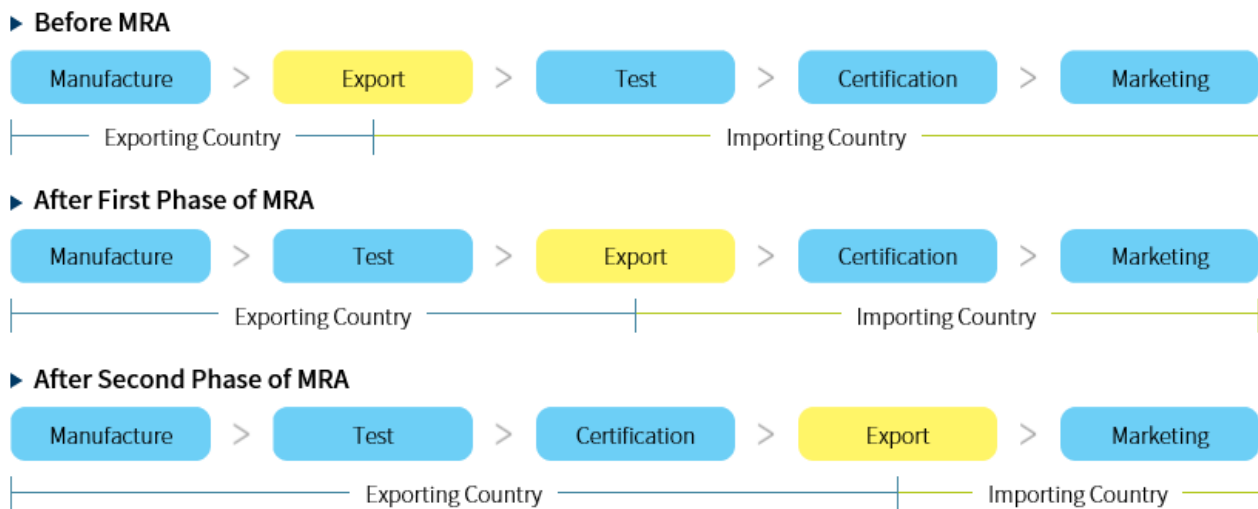 Before MRA
Manufacture > Export > Test > Certification > Marketing
Exporting Country Importing Country
After First Phase of MRA
Manufacture > Test > Export > Certification > Marketing
Exporting Country Importing Country
After Second Phase of MRA
Manufacture > Test > Certification > Export > Marketing
Exporting Country Importing Country